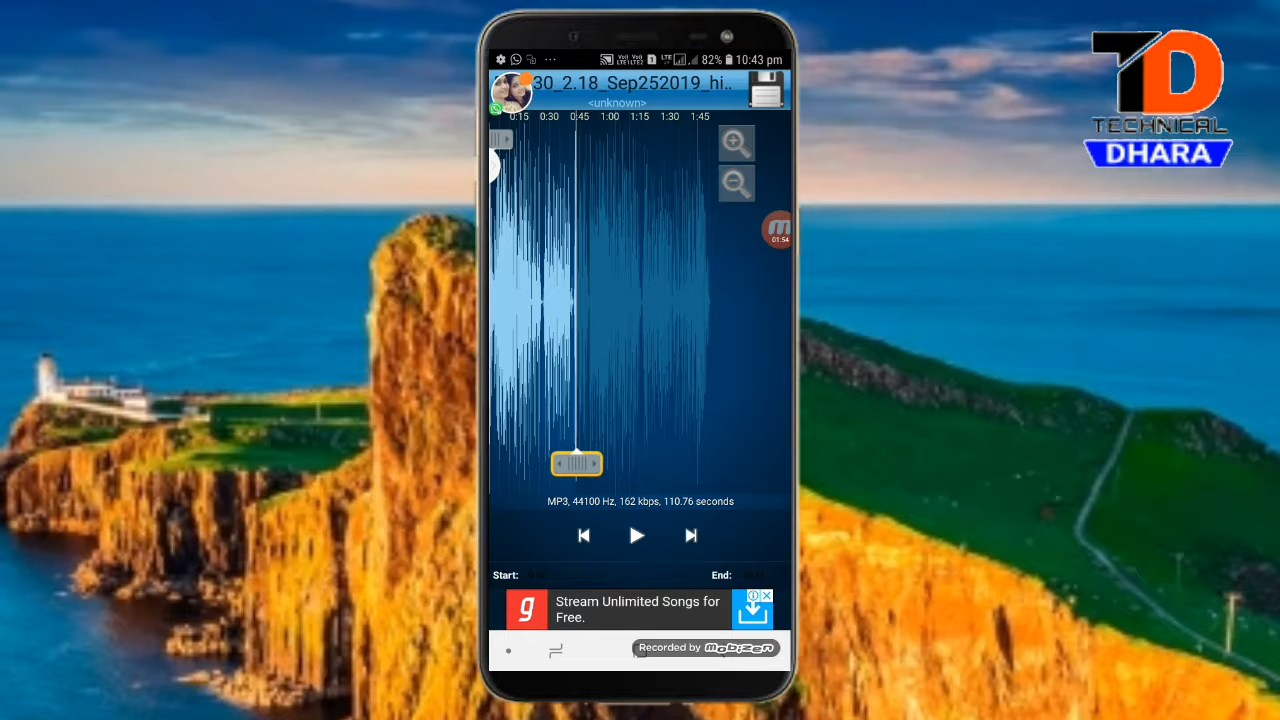 82% 10:43 pm
30_2.18_Sep252019_hi..
<unknown>
0:15 0:30 0:45 1:00 1:15 1:30 1:45
01:54
MP3, 44100 Hz, 162 kbps, 110.76 seconds
Start:
End:
Stream Unlimited Songs for
Free.
Recorded by mobizen
TD
TECHNICAL
DHARA